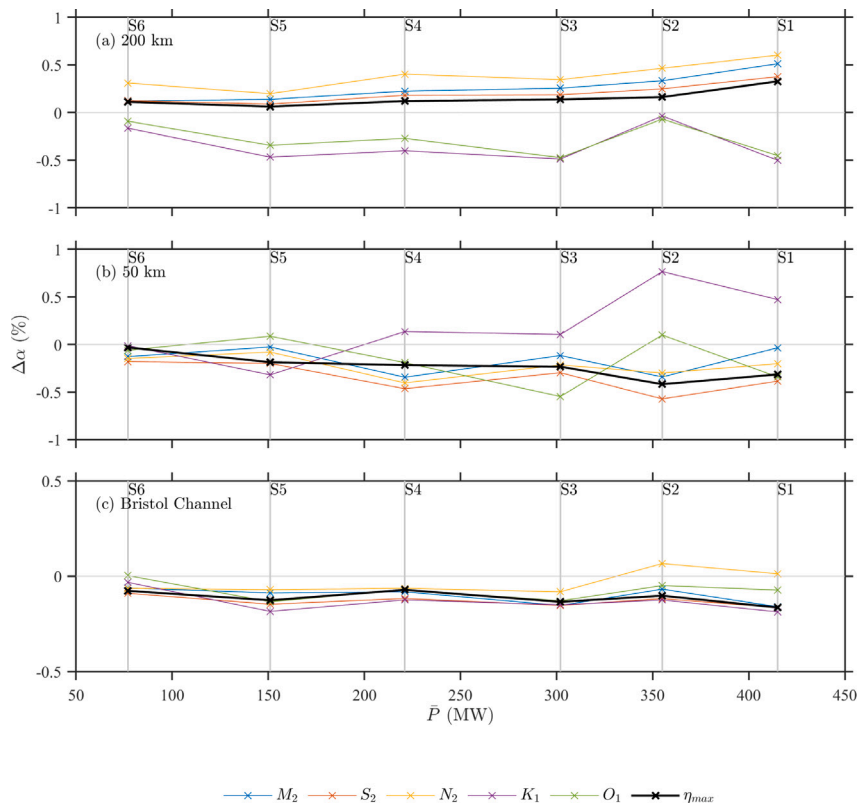 1
S6 S5 S4 S3 S2 S1
(a) 200 km
0.5
0
-0.5
-1
1
S6 S5 S4 S3 S2 S1
(b) 50 km
0.5
0
-0.5
-1
Δα (%)
0.5
S6 S5 S4 S3 S2 S1
(c) Bristol Channel
0
-0.5
50 100 150 200 250 300 350 400 450
P̄ (MW)
M₂ S₂ N₂ K₁ O₁ ηₘₐₓ